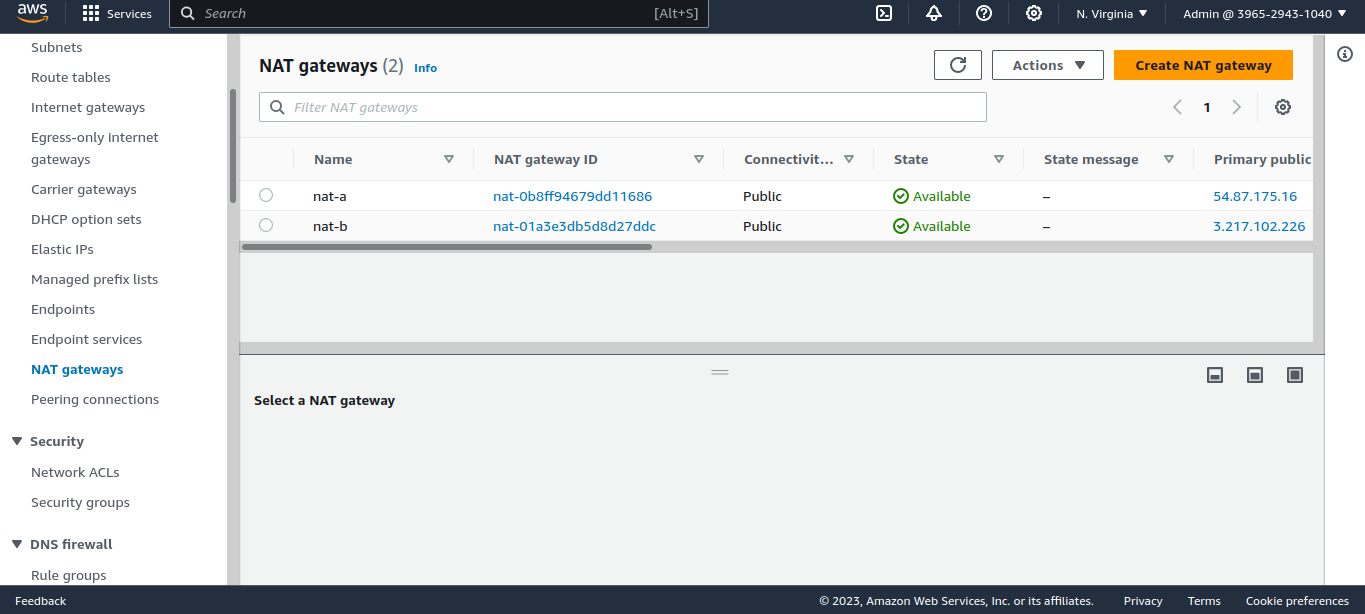 aws
Services
Search
[Alt+S]
N. Virginia
Admin @ 3965-2943-1040
Subnets
Route tables
Internet gateways
Egress-only internet
gateways
Carrier gateways
DHCP option sets
Elastic IPs
Managed prefix lists
Endpoints
Endpoint services
NAT gateways
Peering connections
Security
Network ACLs
Security groups
DNS firewall
Rule groups
NAT gateways (2) Info
Actions
Create NAT gateway
Filter NAT gateways
1
Name NAT gateway ID Connectivit... State State message Primary public
nat-a nat-0b8ff94679dd11686 Public Available – 54.87.175.16
nat-b nat-01a3e3db5d8d27ddc Public Available – 3.217.102.226
Select a NAT gateway
Feedback
© 2023, Amazon Web Services, Inc. or its affiliates.
Privacy
Terms
Cookie preferences